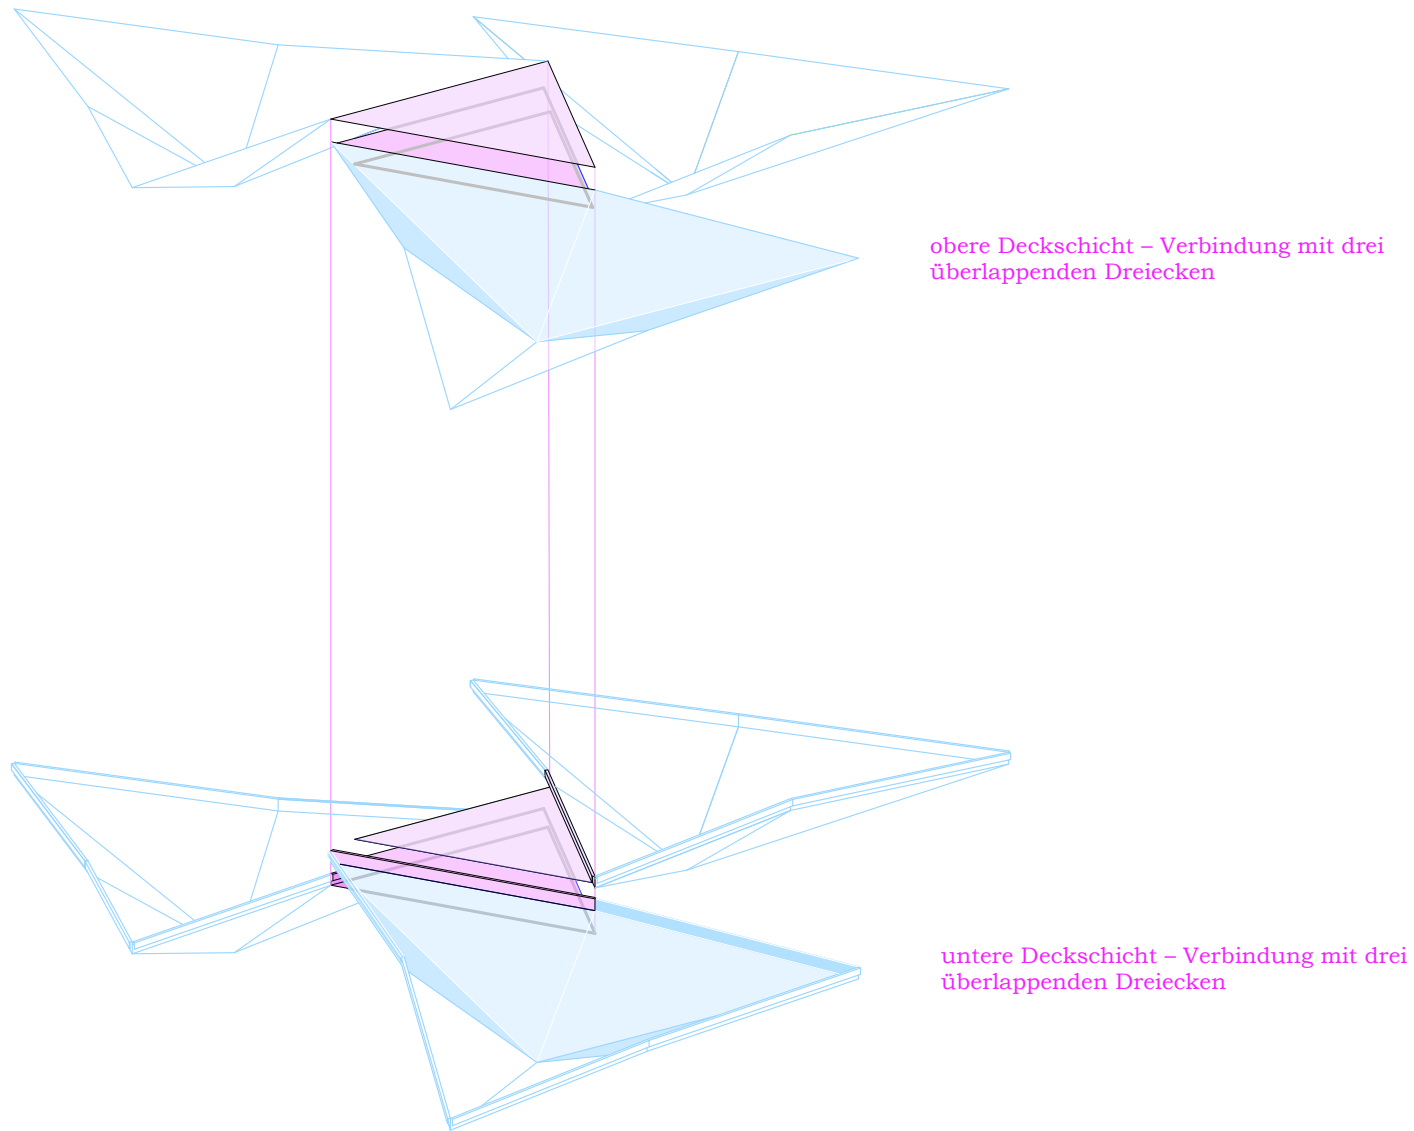 obere Deckschicht – Verbindung mit drei
überlappenden Dreiecken
untere Deckschicht – Verbindung mit drei
überlappenden Dreiecken